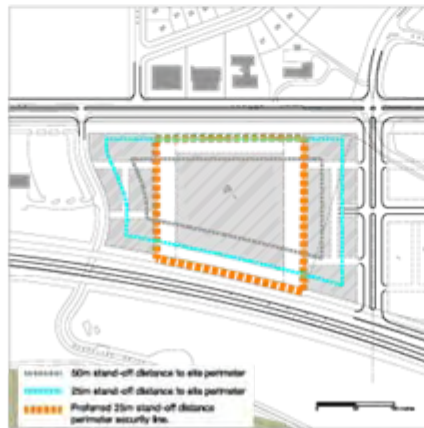 50m stand-off distance to site perimeter
25m stand-off distance to site perimeter
Preferred 25m stand-off distance
perimeter security line.